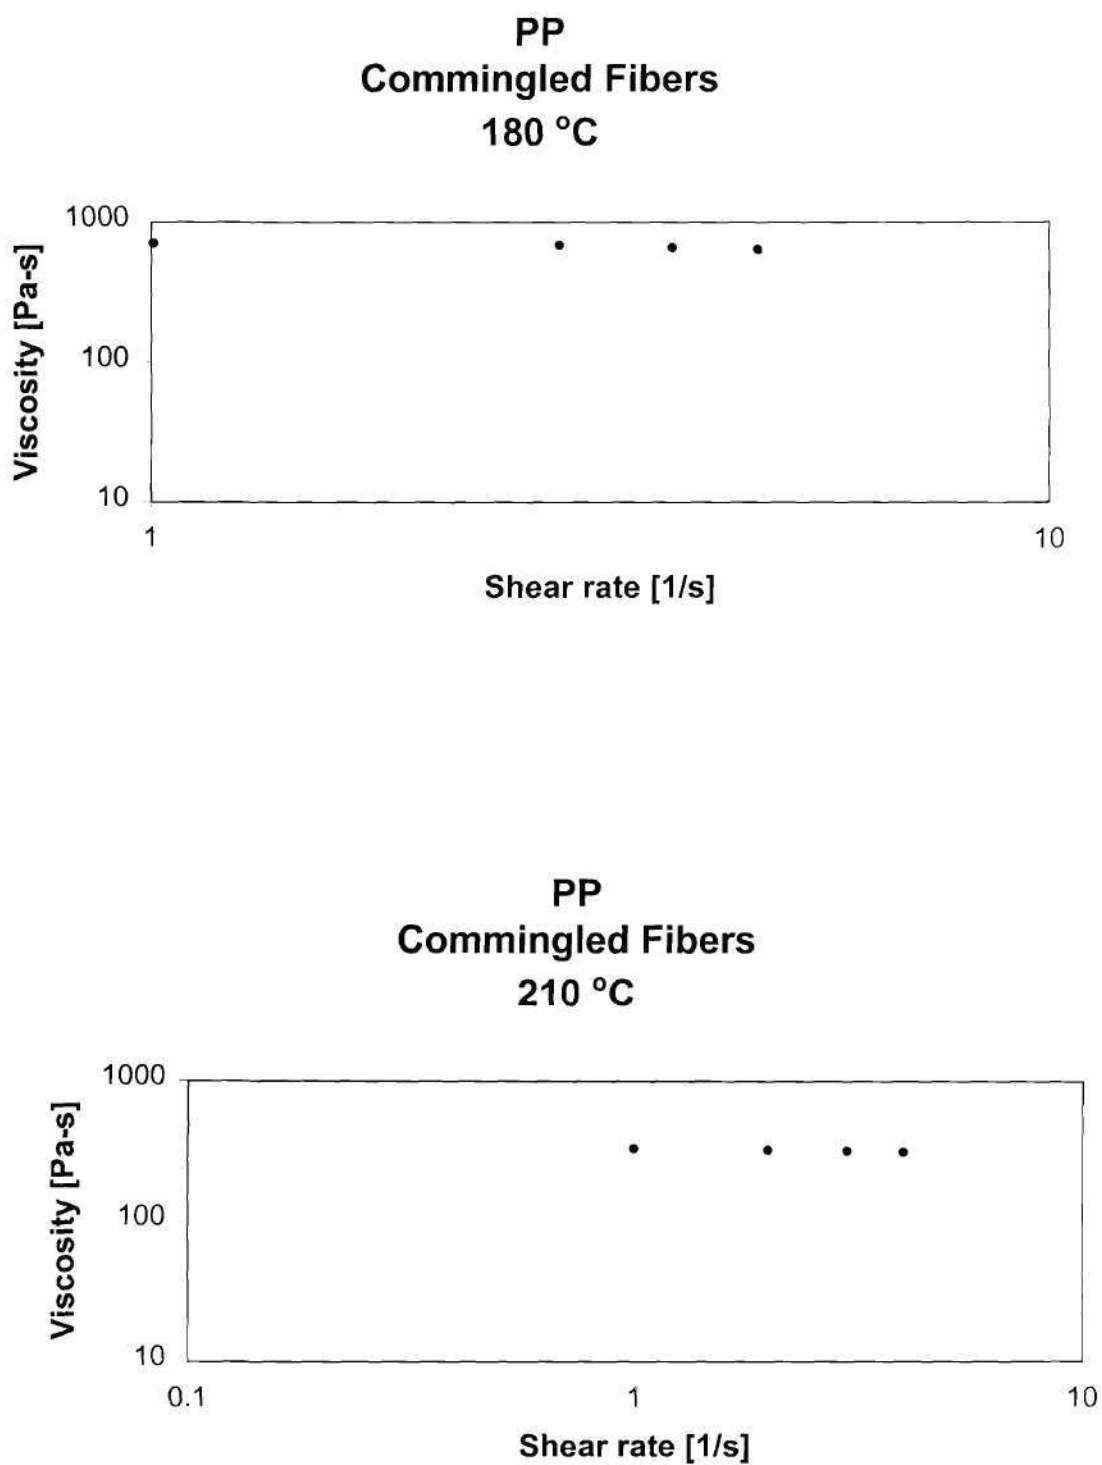 PP
Commingled Fibers
180 °C
1000
100
10
Viscosity [Pa-s]
1
10
Shear rate [1/s]
PP
Commingled Fibers
210 °C
1000
100
10
Viscosity [Pa-s]
0.1
1
10
Shear rate [1/s]